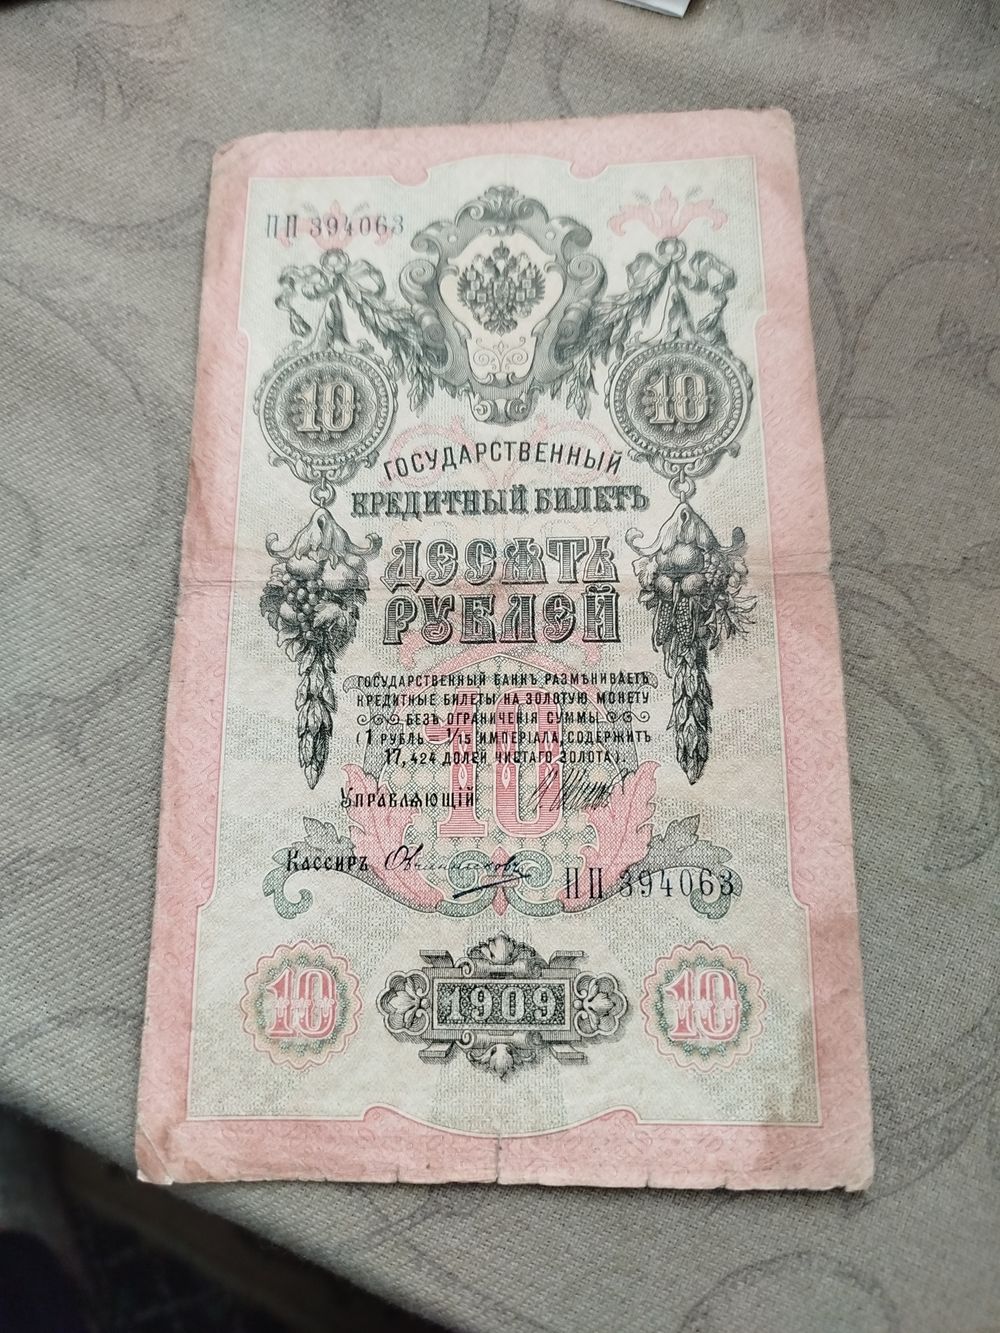 ПП 394063
10 10
ГОСУДАРСТВЕННЫЙ
КРЕДИТНЫЙ БИЛЕТЪ
ДЕСЯТЬ
РУБЛЕЙ
ГОСУДАРСТВЕННЫЙ БАНКЪ РАЗМѢНИВАЕТЪ
КРЕДИТНЫЕ БИЛЕТЫ НА ЗОЛОТУЮ МОНЕТУ
БЕЗЪ ОГРАНИЧЕНІЯ СУММЫ
(1 РУБЛЬ = 1/15 ИМПЕРІАЛА, СОДЕРЖИТЪ
17,424 ДОЛЕЙ ЧИСТАГО ЗОЛОТА).
10
УПРАВЛЯЮЩІЙ
КАССИРЪ Овчинниковъ
ПП 394063
10 1909 10